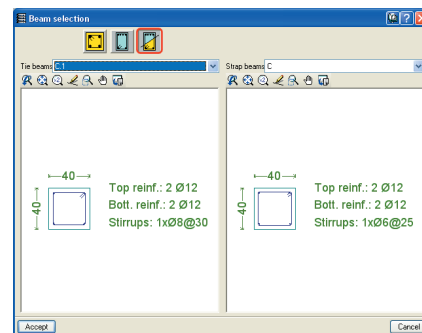 Beam selection
Tie beams C.1
Strap beams C
40
40
Top reinf.: 2 Ø12
Bott. reinf.: 2 Ø12
Stirrups: 1xØ8@30
40
40
Top reinf.: 2 Ø12
Bott. reinf.: 2 Ø12
Stirrups: 1xØ6@25
Accept
Cancel